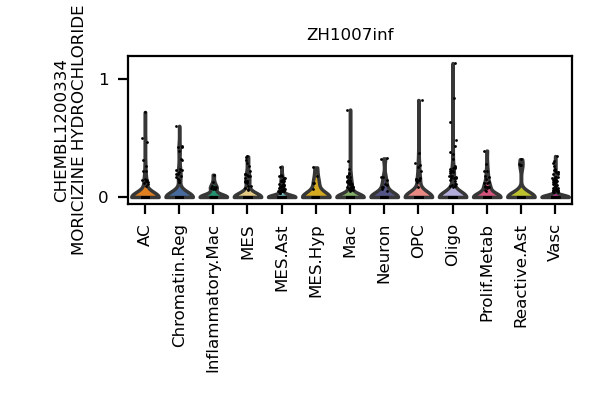 ZH1007inf
CHEMBL1200334
MORICIZINE HYDROCHLORIDE
1
0
AC
Chromatin.Reg
Inflammatory.Mac
MES
MES.Ast
MES.Hyp
Mac
Neuron
OPC
Oligo
Prolif.Metab
Reactive.Ast
Vasc